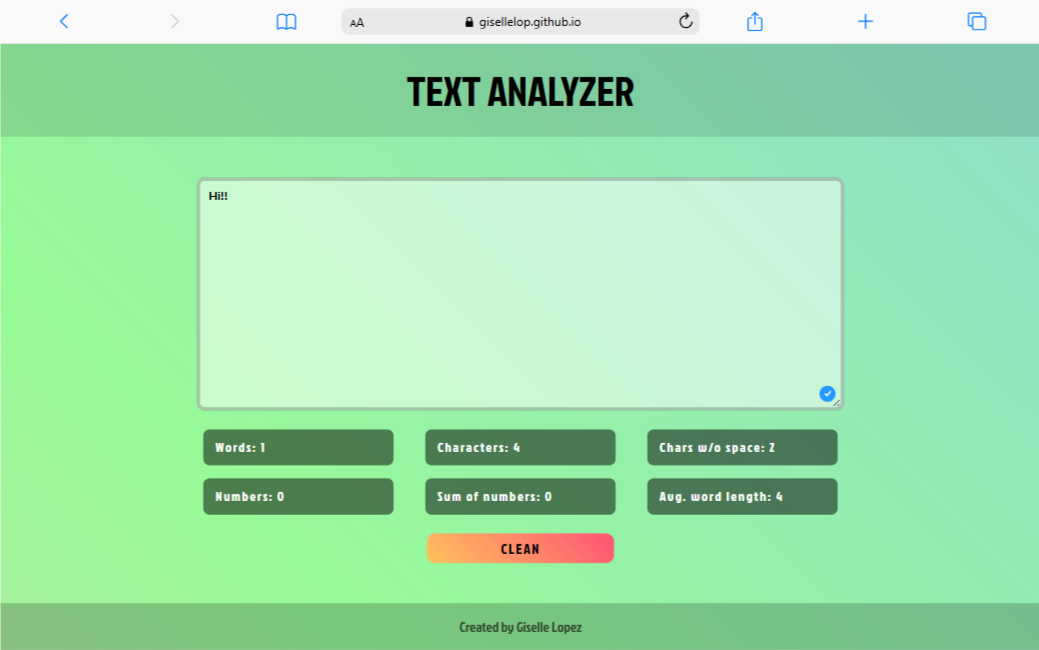 AA gisellelop.github.io
TEXT ANALYZER
Hi!!
Words: 1
Characters: 4
Chars w/o space: 2
Numbers: 0
Sum of numbers: 0
Avg. word length: 4
CLEAN
Created by Giselle Lopez